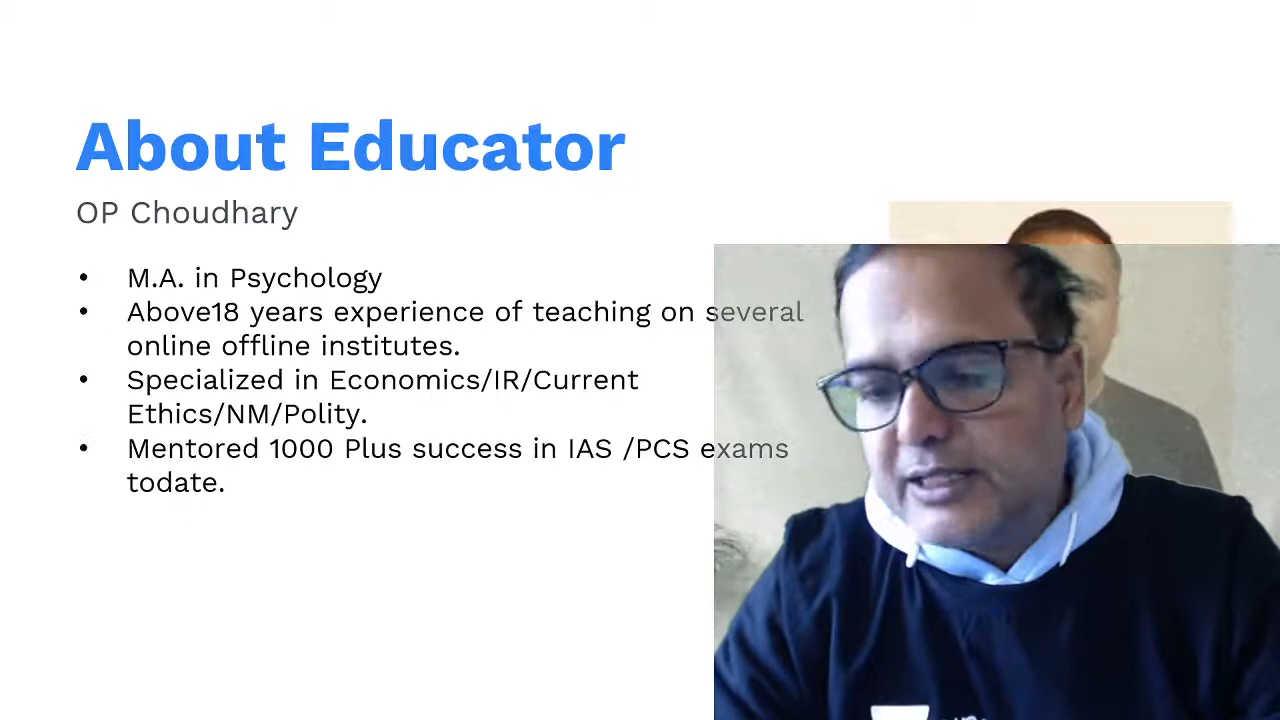 About Educator
OP Choudhary
• M.A. in Psychology
• Above18 years experience of teaching on several
online offline institutes.
• Specialized in Economics/IR/Current
Ethics/NM/Polity.
• Mentored 1000 Plus success in IAS /PCS exams
todate.